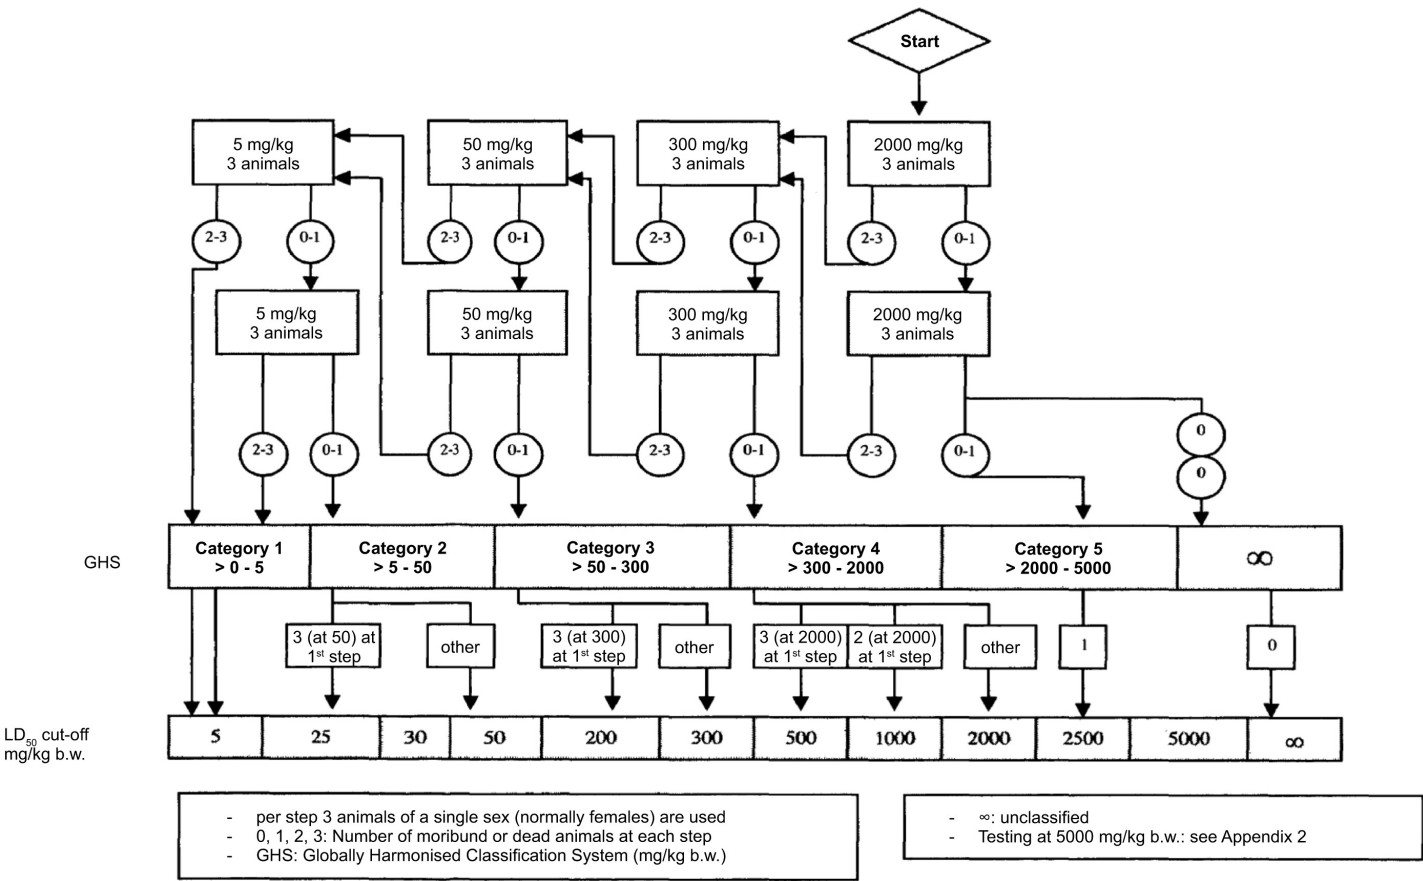 Start
5 mg/kg
3 animals
50 mg/kg
3 animals
300 mg/kg
3 animals
2000 mg/kg
3 animals
2-3
0-1
2-3
0-1
2-3
0-1
2-3
0-1
5 mg/kg
3 animals
50 mg/kg
3 animals
300 mg/kg
3 animals
2000 mg/kg
3 animals
2-3
0-1
2-3
0-1
2-3
0-1
2-3
0-1
0
0
GHS
Category 1
> 0 - 5
Category 2
> 5 - 50
Category 3
> 50 - 300
Category 4
> 300 - 2000
Category 5
> 2000 - 5000
∞
3 (at 50) at
1st step
other
3 (at 300)
at 1st step
other
3 (at 2000)
at 1st step
2 (at 2000)
at 1st step
other
1
0
LD50 cut-off
mg/kg b.w.
5
25
30
50
200
300
500
1000
2000
2500
5000
∞
- per step 3 animals of a single sex (normally females) are used
- 0, 1, 2, 3: Number of moribund or dead animals at each step
- GHS: Globally Harmonised Classification System (mg/kg b.w.)
- ∞: unclassified
- Testing at 5000 mg/kg b.w.: see Appendix 2